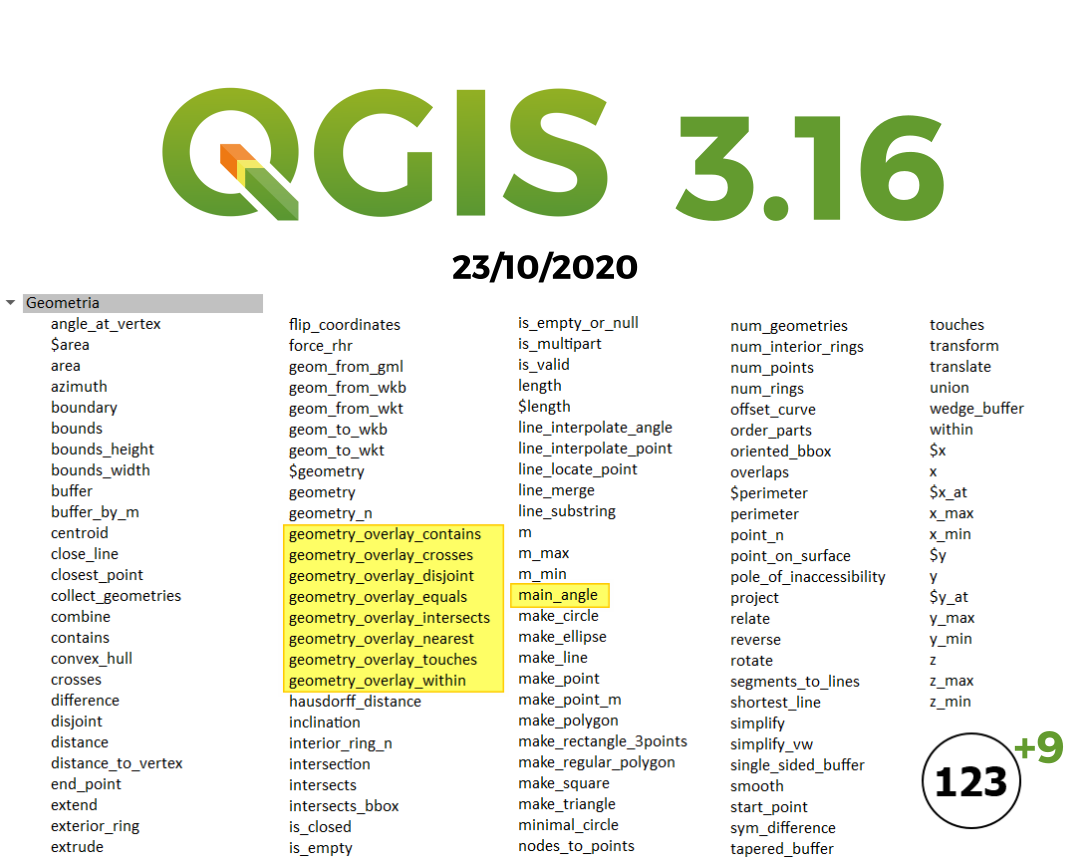 QGIS 3.16
23/10/2020
Geometria
angle_at_vertex
$area
area
azimuth
boundary
bounds
bounds_height
bounds_width
buffer
buffer_by_m
centroid
close_line
closest_point
collect_geometries
combine
contains
convex_hull
crosses
difference
disjoint
distance
distance_to_vertex
end_point
extend
exterior_ring
extrude
flip_coordinates
force_rhr
geom_from_gml
geom_from_wkb
geom_from_wkt
geom_to_wkb
geom_to_wkt
$geometry
geometry
geometry_n
geometry_overlay_contains
geometry_overlay_crosses
geometry_overlay_disjoint
geometry_overlay_equals
geometry_overlay_intersects
geometry_overlay_nearest
geometry_overlay_touches
geometry_overlay_within
hausdorff_distance
inclination
interior_ring_n
intersection
intersects
intersects_bbox
is_closed
is_empty
is_empty_or_null
is_multipart
is_valid
length
$length
line_interpolate_angle
line_interpolate_point
line_locate_point
line_merge
line_substring
m
m_max
m_min
main_angle
make_circle
make_ellipse
make_line
make_point
make_point_m
make_polygon
make_rectangle_3points
make_regular_polygon
make_square
make_triangle
minimal_circle
nodes_to_points
num_geometries
num_interior_rings
num_points
num_rings
offset_curve
order_parts
oriented_bbox
overlaps
$perimeter
perimeter
point_n
point_on_surface
pole_of_inaccessibility
project
relate
reverse
rotate
segments_to_lines
shortest_line
simplify
simplify_vw
single_sided_buffer
smooth
start_point
sym_difference
tapered_buffer
touches
transform
translate
union
wedge_buffer
within
$x
x
$x_at
x_max
x_min
$y
y
$y_at
y_max
y_min
z
z_max
z_min
+9
123